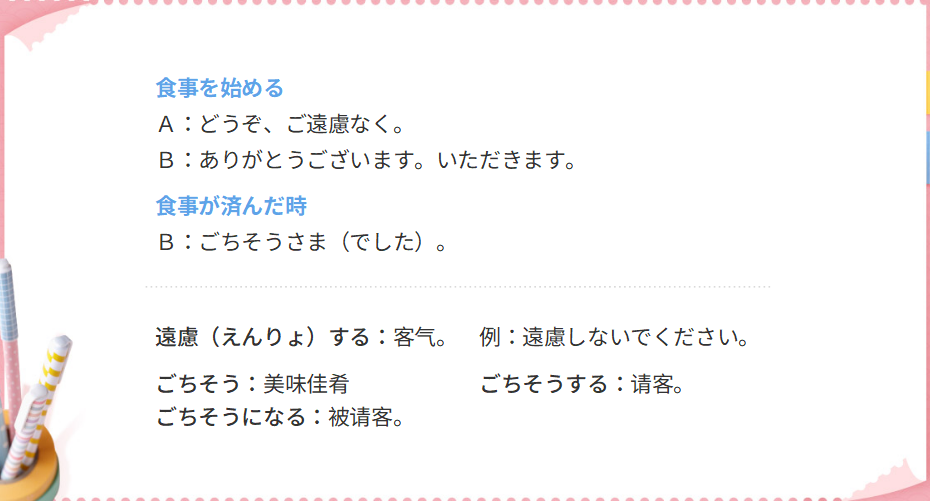 食事を始める
Ａ：どうぞ、ご遠慮なく。
Ｂ：ありがとうございます。いただきます。
食事が済んだ時
Ｂ：ごちそうさま（でした）。
遠慮（えんりょ）する：客气。 例：遠慮しないでください。
ごちそう：美味佳肴 ごちそうする：请客。
ごちそうになる：被请客。